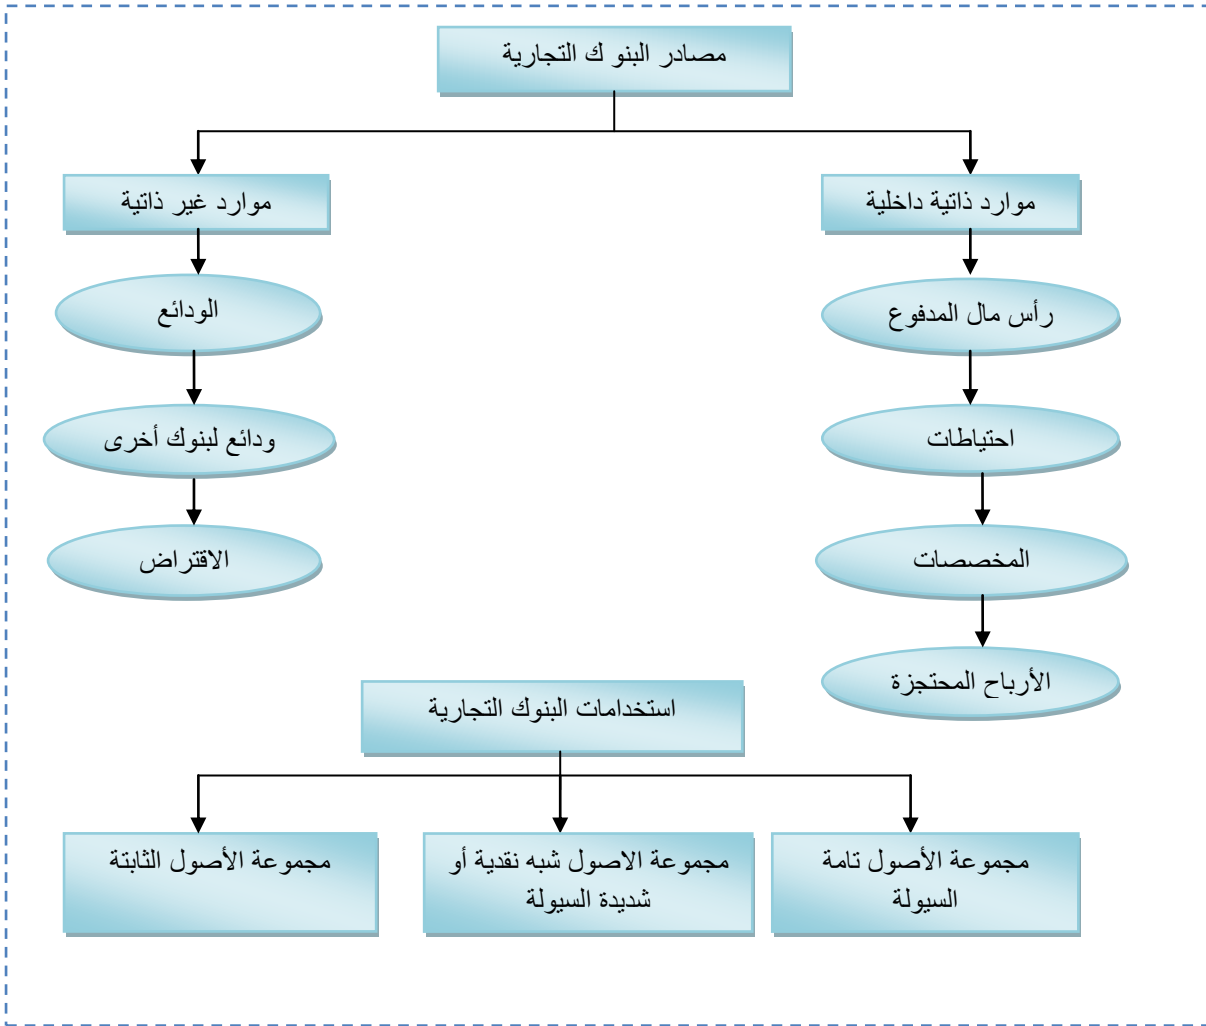 مصادر البنو ك التجارية
موارد ذاتية داخلية
موارد غير ذاتية
رأس مال المدفوع
الودائع
احتياطات
ودائع لبنوك أخرى
المخصصات
الاقتراض
الأرباح المحتجزة
استخدامات البنوك التجارية
مجموعة الأصول تامة
السيولة
مجموعة الاصول شبه نقدية أو
شديدة السيولة
مجموعة الأصول الثابتة